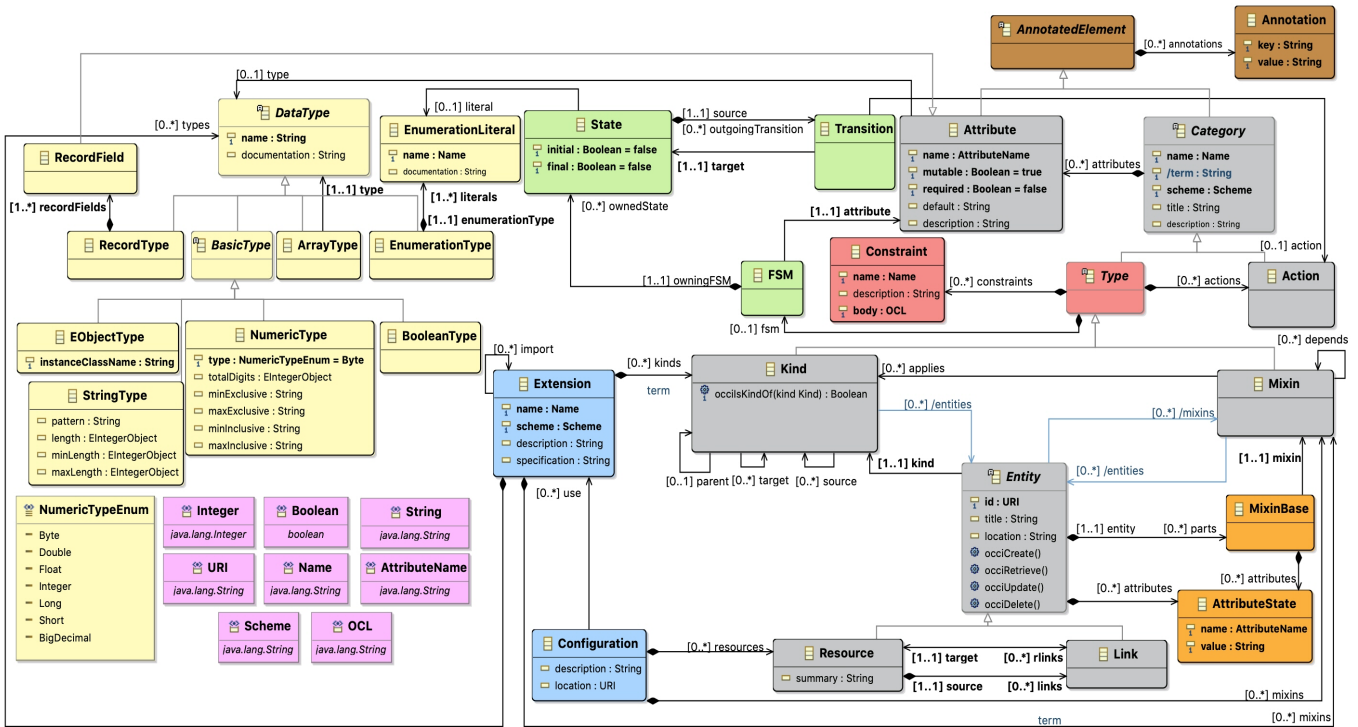 AnnotatedElement
[0..*] annotations
Annotation
key : String
value : String
[0..1] type
DataType
name : String
documentation : String
[0..*] types
RecordField
[1..*] recordFields
[1..1] type
[0..1] literal
EnumerationLiteral
name : Name
documentation : String
[1..*] literals
[1..1] enumerationType
RecordType
BasicType
ArrayType
EnumerationType
State
initial : Boolean = false
final : Boolean = false
[1..1] source
[0..*] outgoingTransition
[1..1] target
Transition
[0..*] ownedState
[1..1] owningFSM
FSM
[1..1] attribute
[0..1] fsm
Attribute
name : AttributeName
mutable : Boolean = true
required : Boolean = false
default : String
description : String
[0..*] attributes
Category
name : Name
/term : String
scheme : Scheme
title : String
description : String
Constraint
name : Name
description : String
body : OCL
[0..*] constraints
Type
[0..*] actions
[0..1] action
Action
EObjectType
instanceClassName : String
NumericType
type : NumericTypeEnum = Byte
totalDigits : EIntegerObject
minExclusive : String
maxExclusive : String
minInclusive : String
maxInclusive : String
BooleanType
StringType
pattern : String
length : EIntegerObject
minLength : EIntegerObject
maxLength : EIntegerObject
[0..*] import
Extension
name : Name
scheme : Scheme
description : String
specification : String
[0..*] kinds
term
Kind
occiIsKindOf(kind Kind) : Boolean
[0..1] parent
[0..*] target
[0..*] source
[0..*] applies
[0..*] depends
Mixin
[0..*] /entities
[0..*] /mixins
[0..*] /entities
[1..1] kind
[1..1] mixin
Entity
id : URI
title : String
location : String
occiCreate()
occiRetrieve()
occiUpdate()
occiDelete()
[1..1] entity
[0..*] parts
MixinBase
[0..*] attributes
[0..*] attributes
AttributeState
name : AttributeName
value : String
NumericTypeEnum
Byte
Double
Float
Integer
Long
Short
BigDecimal
Integer
java.lang.Integer
Boolean
boolean
String
java.lang.String
URI
java.lang.String
Name
java.lang.String
AttributeName
java.lang.String
Scheme
java.lang.String
OCL
java.lang.String
[0..*] use
Configuration
description : String
location : URI
[0..*] resources
Resource
summary : String
[1..1] target
[0..*] rlinks
[1..1] source
[0..*] links
Link
[0..*] mixins
term
[0..*] mixins